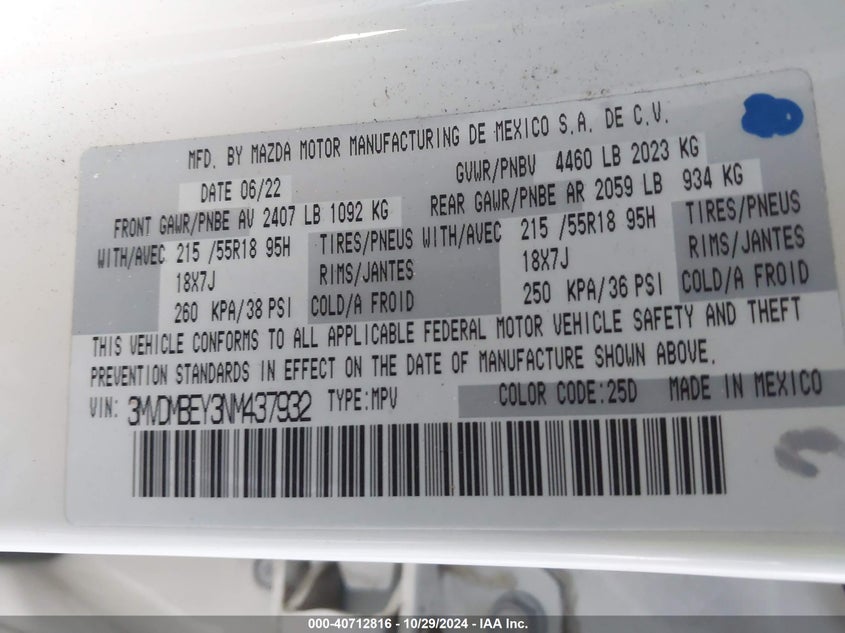 MFD. BY MAZDA MOTOR MANUFACTURING DE MEXICO S.A. DE C.V.
DATE 06/22 GVWR/PNBV 4460 LB 2023 KG
FRONT GAWR/PNBE AV 2407 LB 1092 KG REAR GAWR/PNBE AR 2059 LB 934 KG
WITH/AVEC 215 /55R18 95H TIRES/PNEUS WITH/AVEC 215 /55R18 95H TIRES/PNEUS
18X7J RIMS/JANTES 18X7J RIMS/JANTES
260 KPA/38 PSI COLD/A FROID 250 KPA/36 PSI COLD/A FROID
THIS VEHICLE CONFORMS TO ALL APPLICABLE FEDERAL MOTOR VEHICLE SAFETY AND THEFT
PREVENTION STANDARDS IN EFFECT ON THE DATE OF MANUFACTURE SHOWN ABOVE.
VIN: 3MVDMBEY3NM437932 TYPE:MPV COLOR CODE:25D MADE IN MEXICO
000-40712816 - 10/29/2024 - IAA Inc.